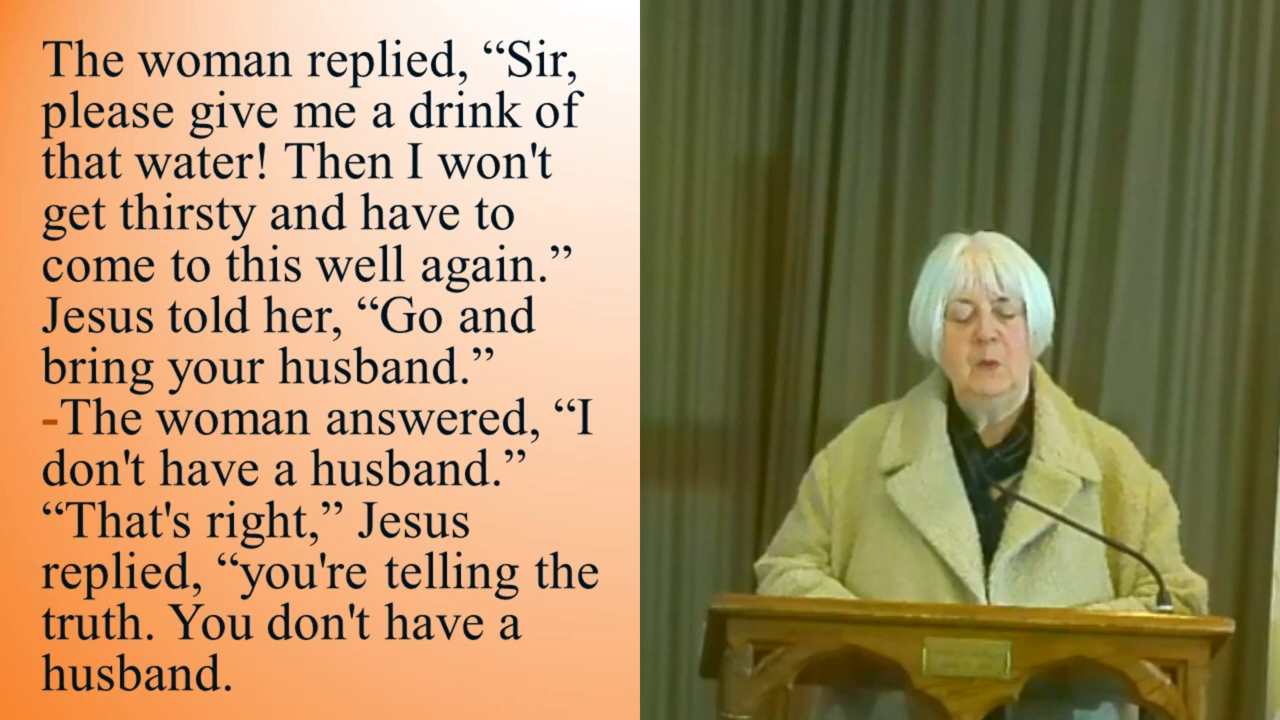 The woman replied, “Sir,
please give me a drink of
that water! Then I won't
get thirsty and have to
come to this well again.”
Jesus told her, “Go and
bring your husband.”
-The woman answered, “I
don't have a husband.”
“That's right,” Jesus
replied, “you're telling the
truth. You don't have a
husband.